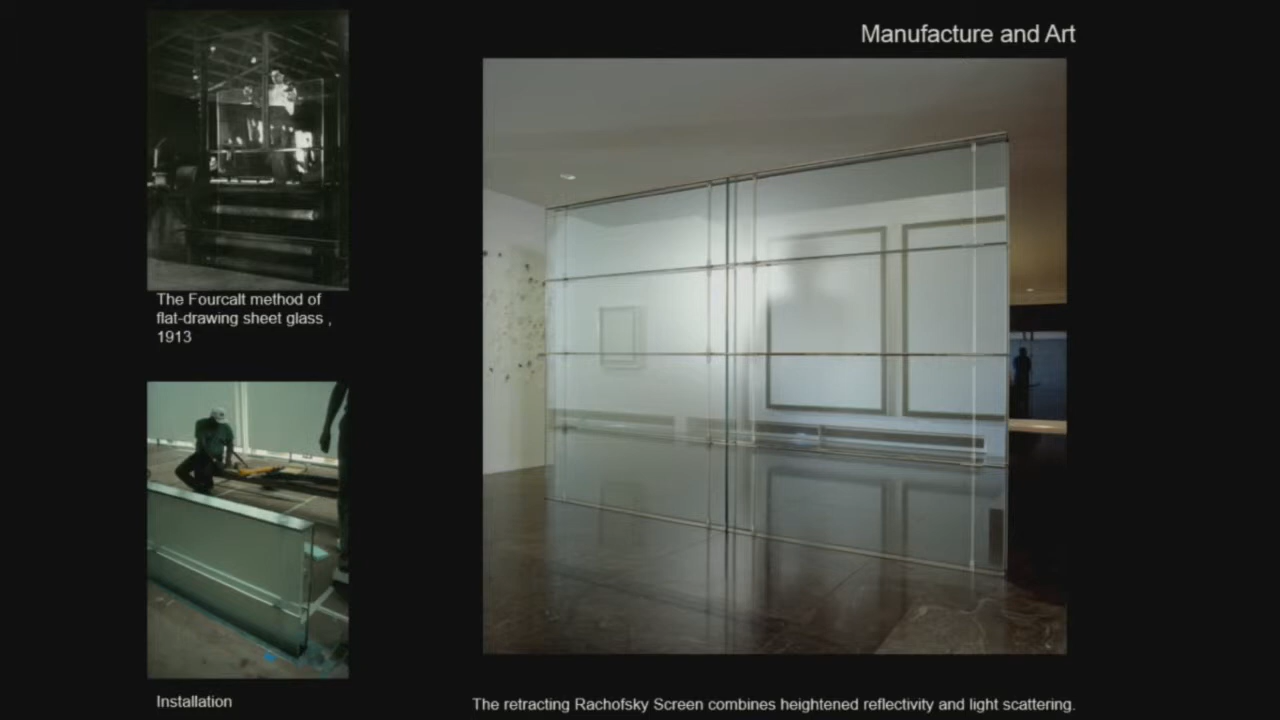 Manufacture and Art
The Fourcalt method of
flat-drawing sheet glass ,
1913
Installation
The retracting Rachofsky Screen combines heightened reflectivity and light scattering.